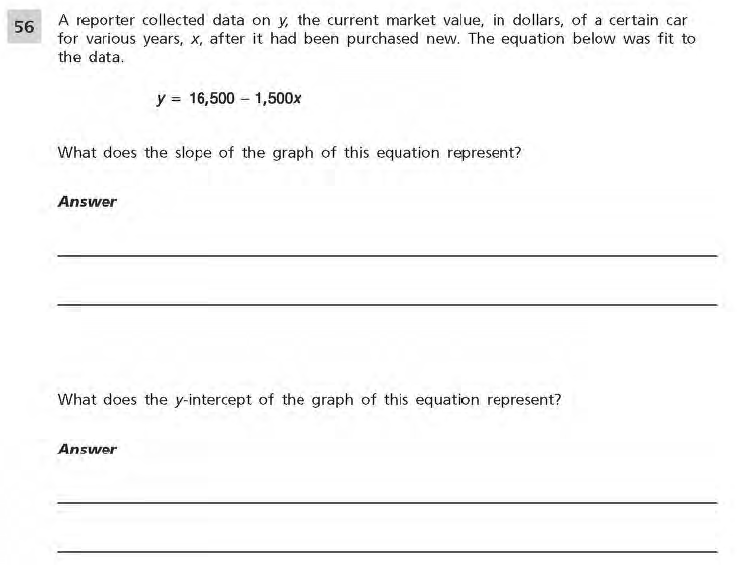 56
A reporter collected data on y, the current market value, in dollars, of a certain car
for various years, x, after it had been purchased new. The equation below was fit to
the data.
y = 16,500 – 1,500x
What does the slope of the graph of this equation represent?
Answer
What does the y-intercept of the graph of this equation represent?
Answer